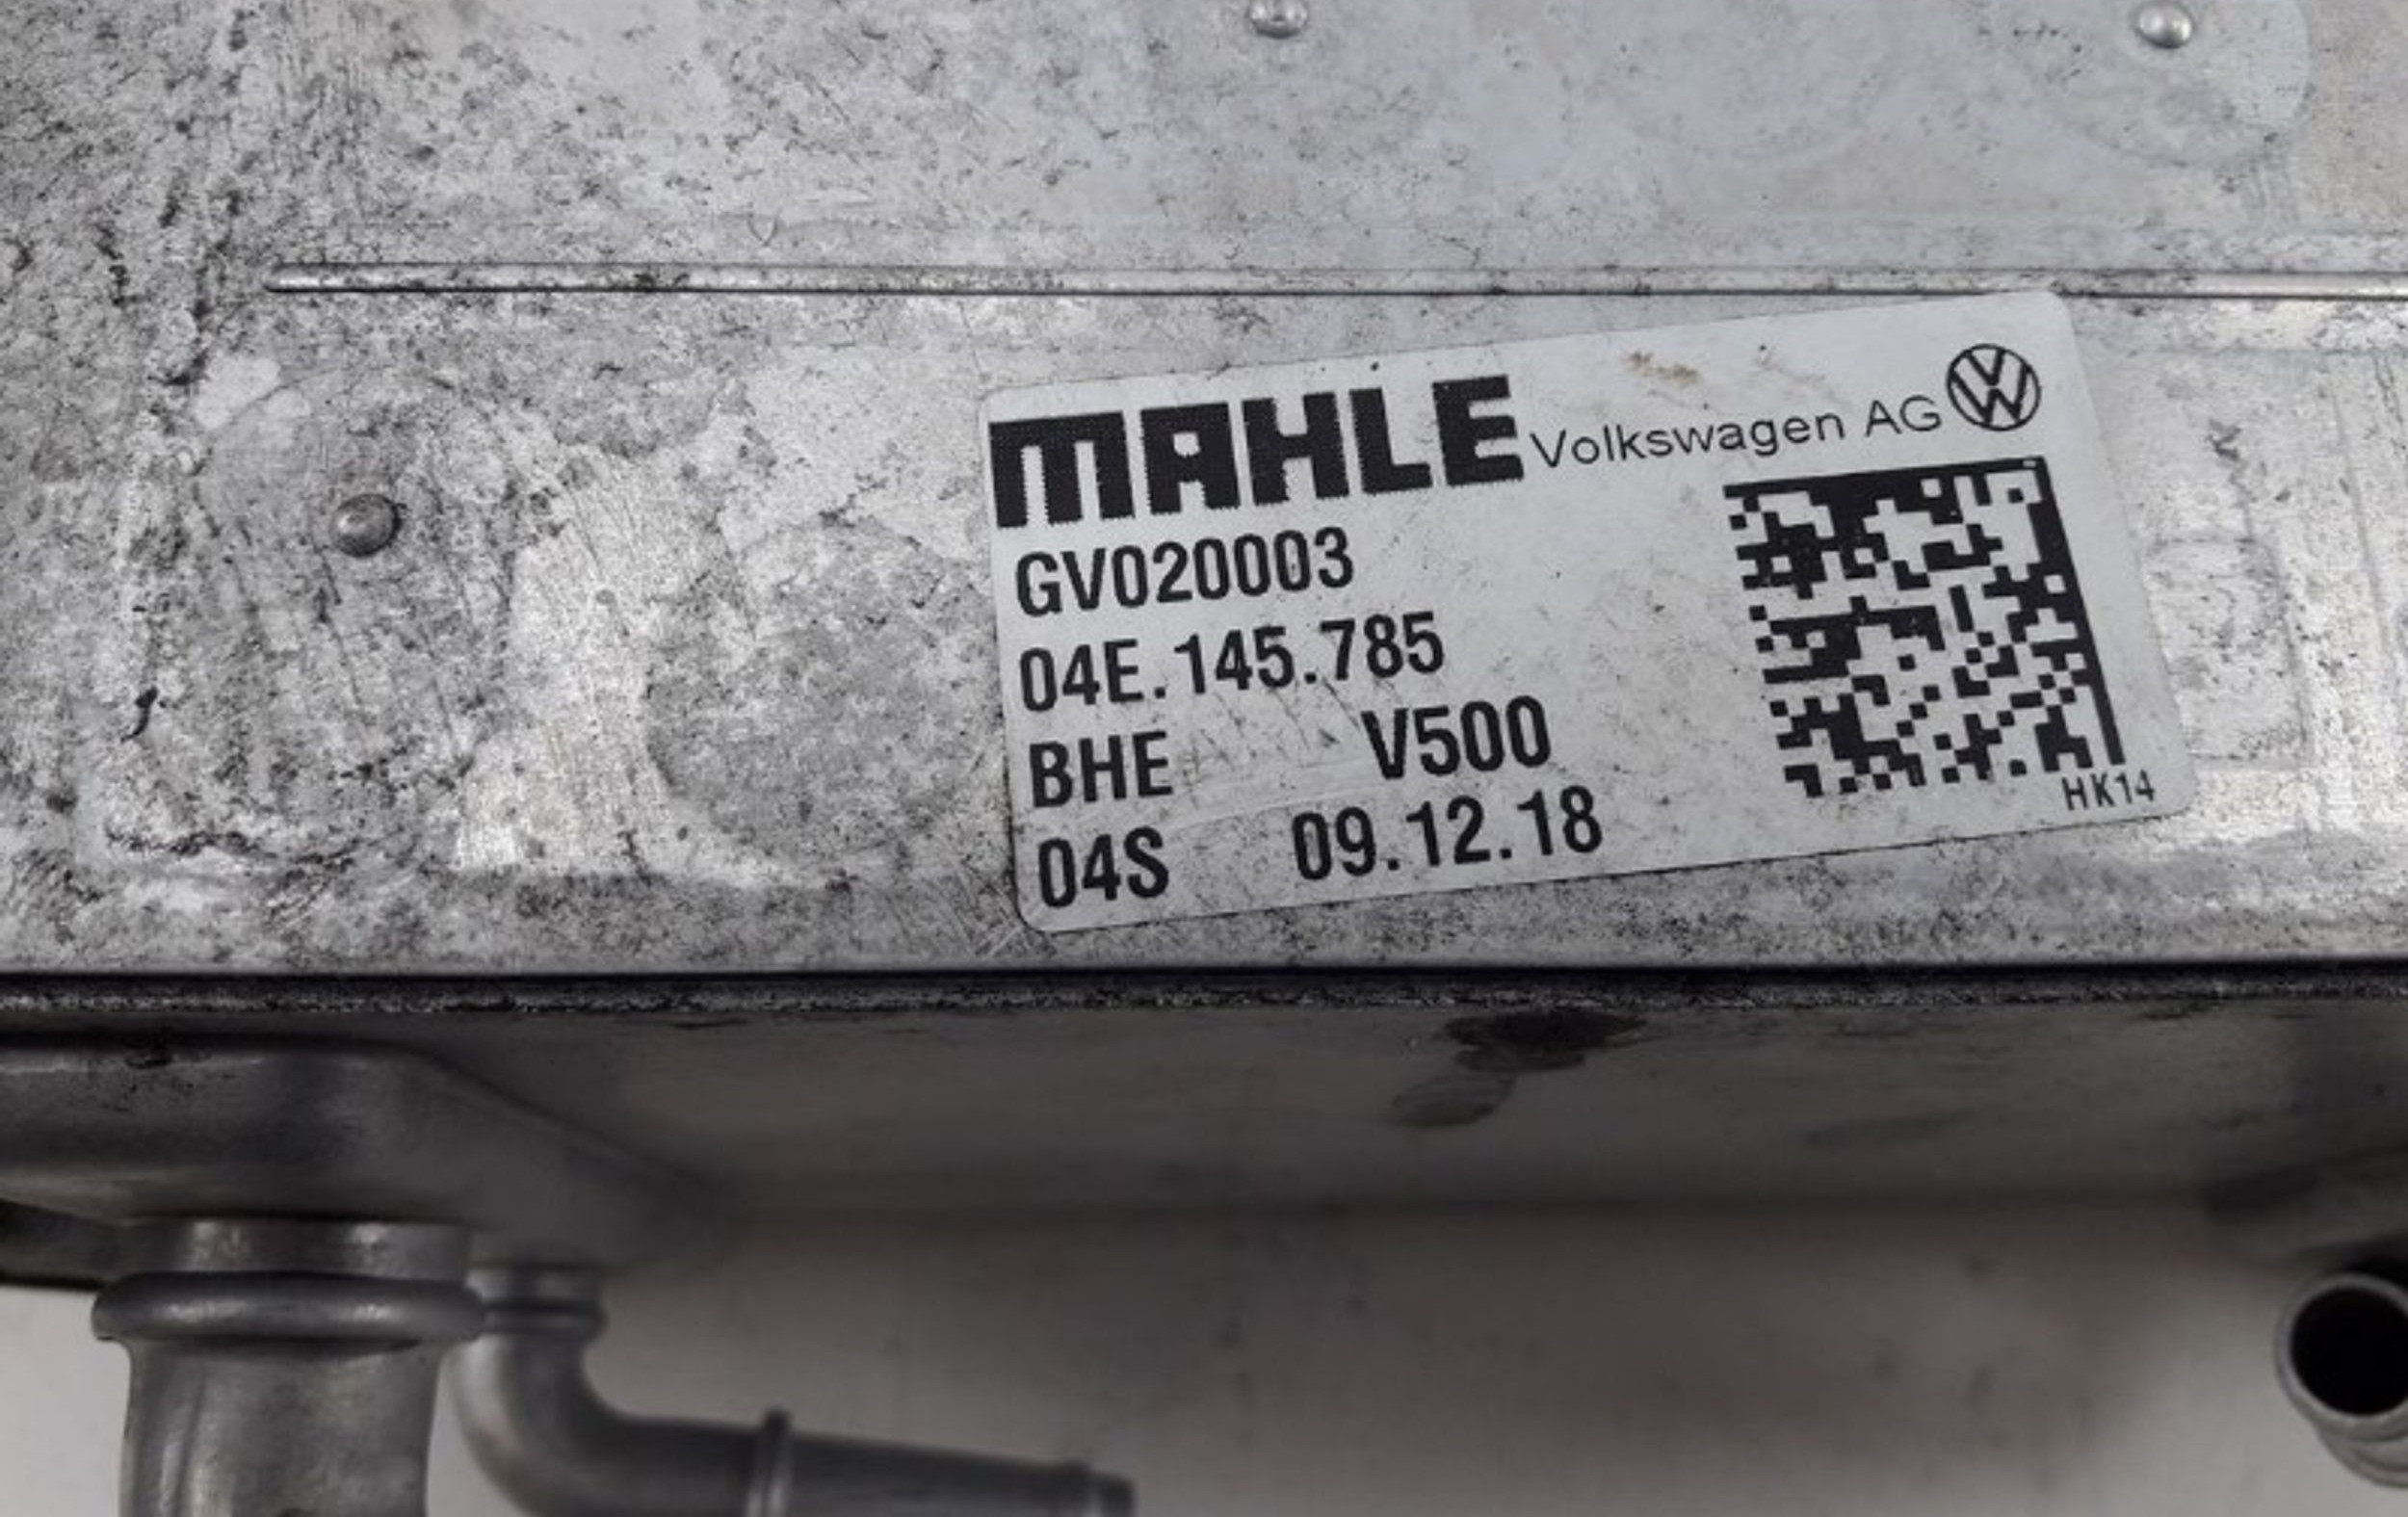 MAHLE Volkswagen AG
GV020003
04E.145.785
BHE V500
04S 09.12.18
HK14